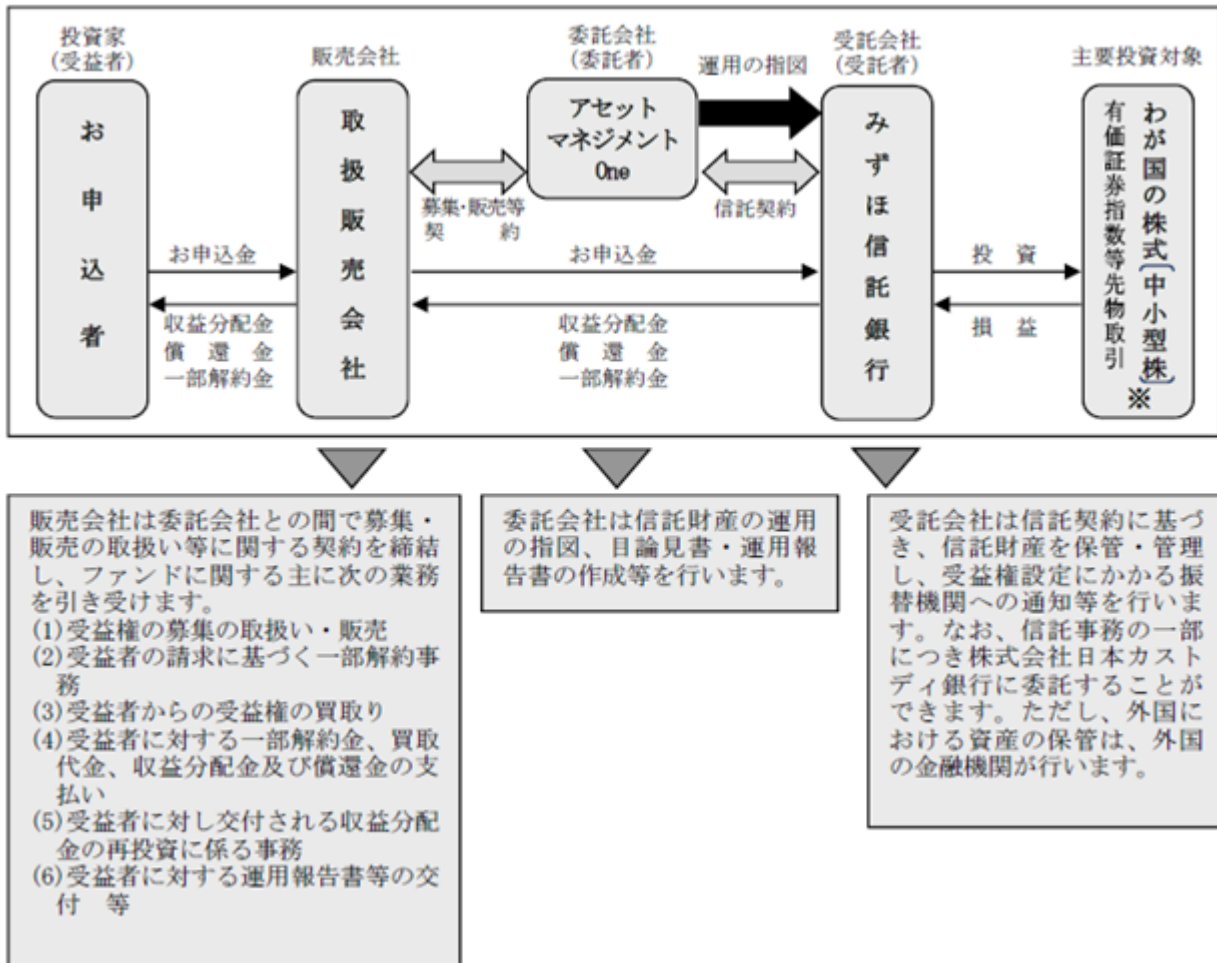 投資家
(受益者)
販売会社
委託会社
(委託者)
運用の指図
受託会社
(受託者)
主要投資対象
お申込者
取扱販売会社
アセット
マネジメント
One
みずほ信託銀行
わが国の株式(中小型株)※
有価証券指数等先物取引
募集・販売等
契 約
信託契約
お申込金
お申込金
投 資
収益分配金
償 還 金
一部解約金
収益分配金
償 還 金
一部解約金
損 益
販売会社は委託会社との間で募集・
販売の取扱い等に関する契約を締結
し、ファンドに関する主に次の業務
を引き受けます。
(1)受益権の募集の取扱い・販売
(2)受益者の請求に基づく一部解約事
務
(3)受益者からの受益権の買取り
(4)受益者に対する一部解約金、買取
代金、収益分配金及び償還金の支
払い
(5)受益者に対し交付される収益分配
金の再投資に係る事務
(6)受益者に対する運用報告書等の交
付 等
委託会社は信託財産の運用
の指図、目論見書・運用報
告書の作成等を行います。
受託会社は信託契約に基づ
き、信託財産を保管・管理
し、受益権設定にかかる振
替機関への通知等を行いま
す。なお、信託事務の一部
につき株式会社日本カスト
ディ銀行に委託することが
できます。ただし、外国に
おける資産の保管は、外国
の金融機関が行います。